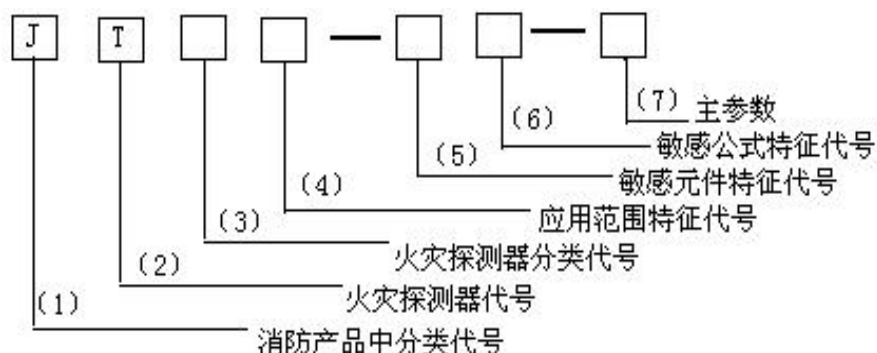 J T
(7) 主参数
(6) 敏感公式特征代号
(5) 敏感元件特征代号
(4) 应用范围特征代号
(3) 火灾探测器分类代号
(2) 火灾探测器代号
(1) 消防产品中分类代号